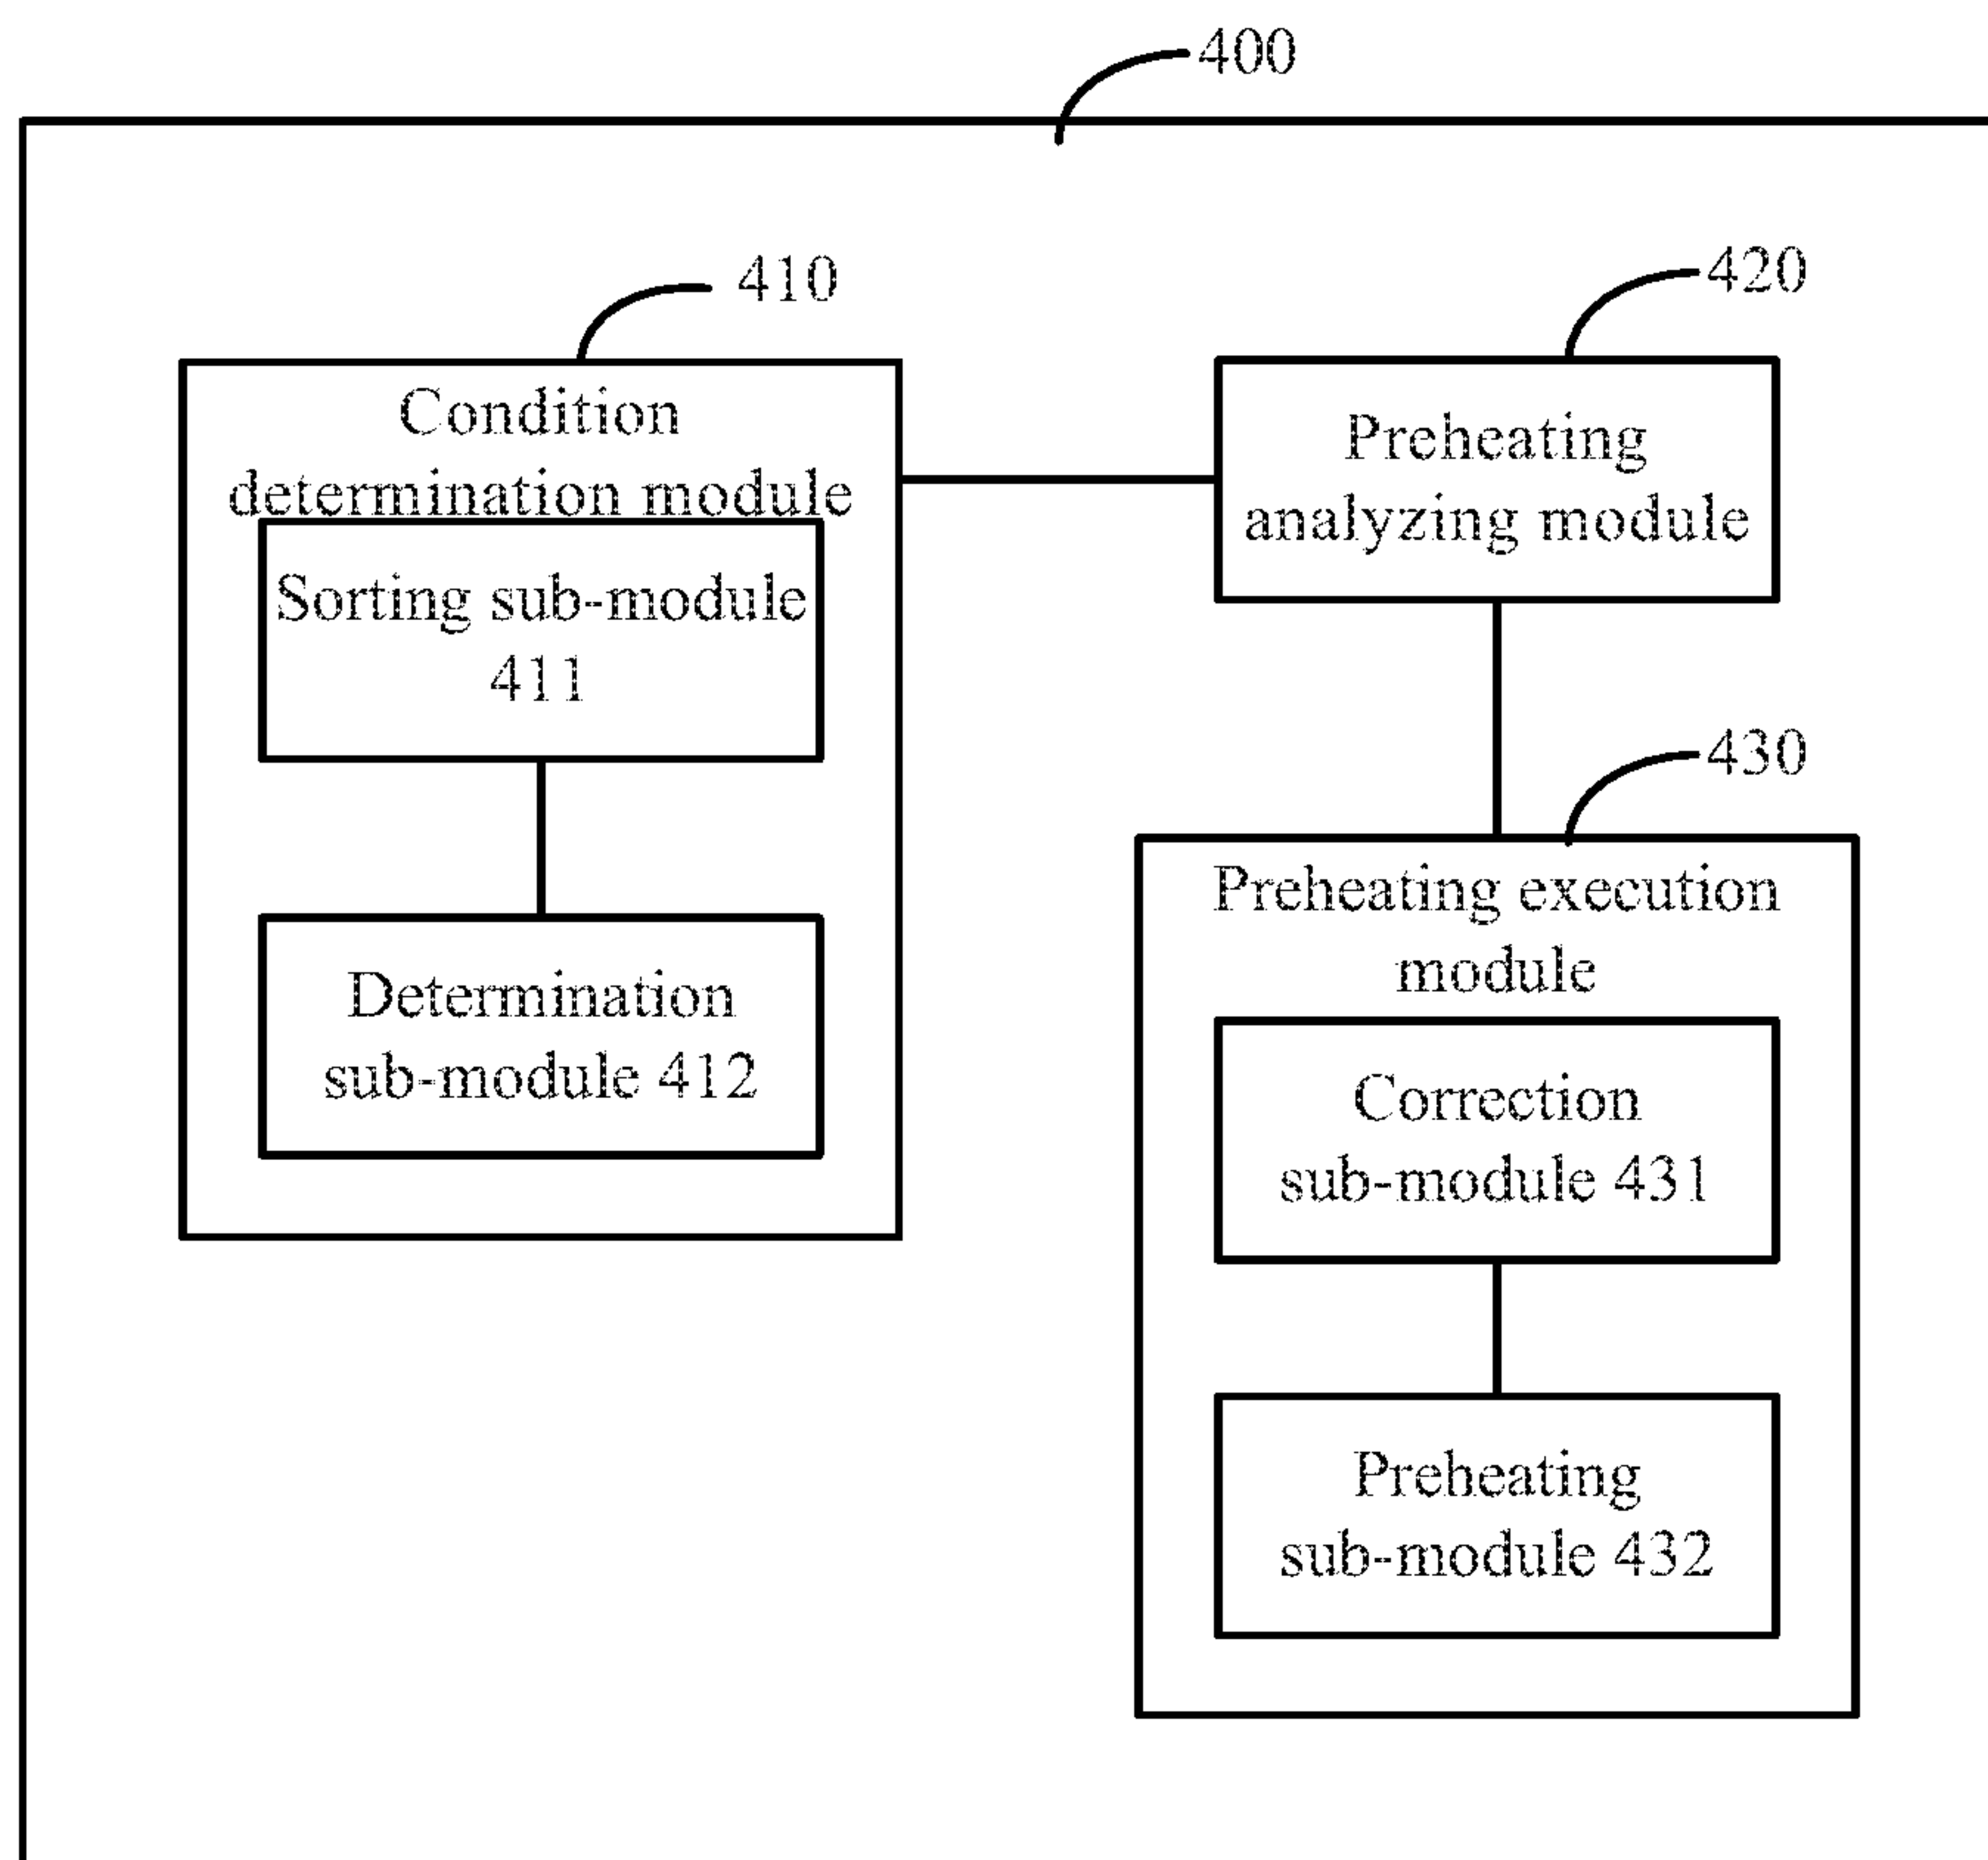 400
410
Condition
determination module
Sorting sub-module
411
Determination
sub-module 412
420
Preheating
analyzing module
430
Preheating execution
module
Correction
sub-module 431
Preheating
sub-module 432